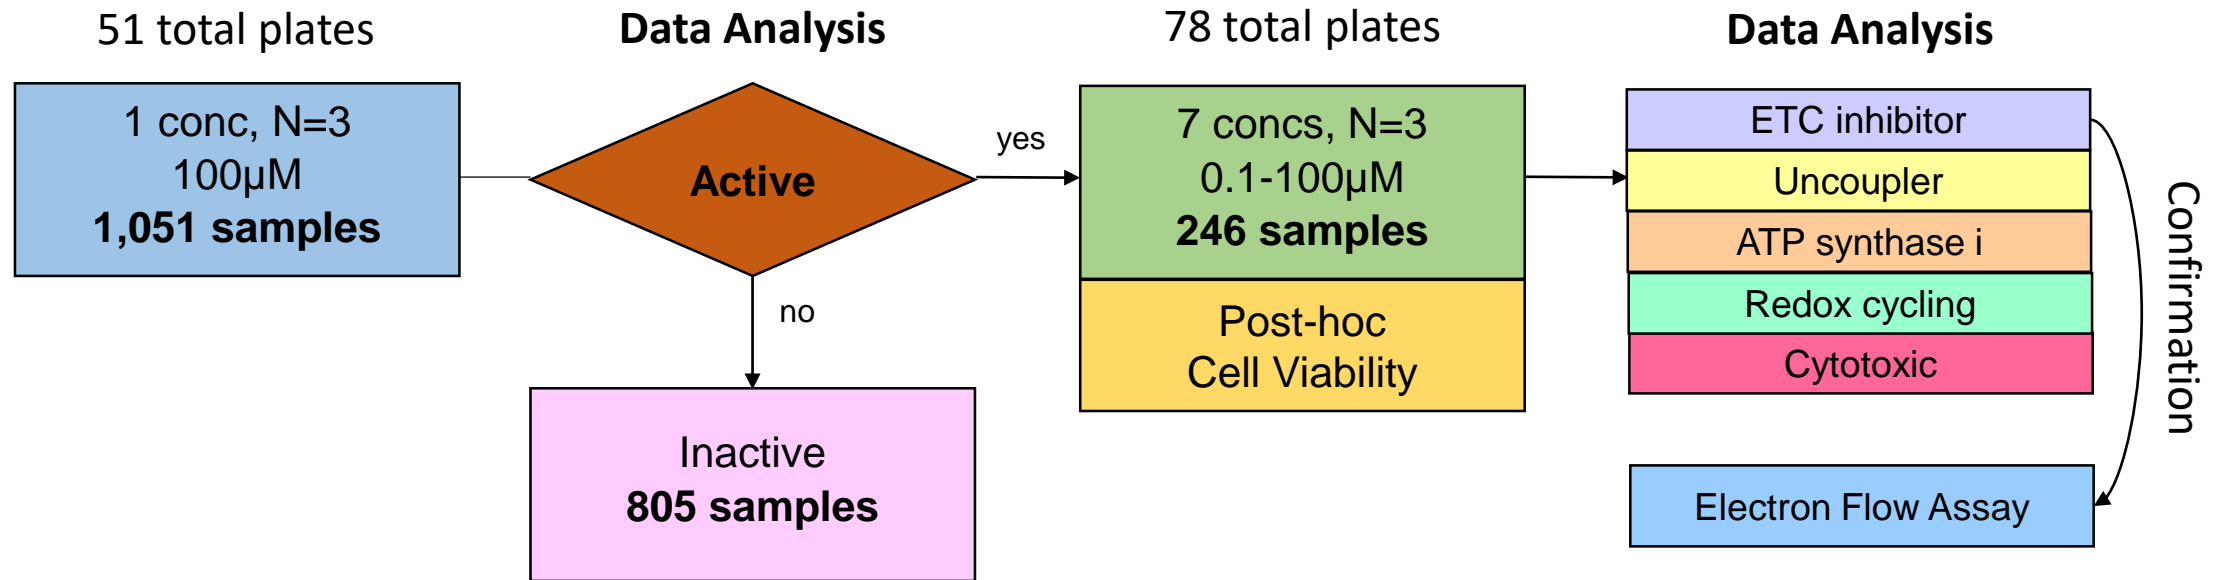 51 total plates
Data Analysis
78 total plates
Data Analysis
1 conc, N=3
100µM
1,051 samples
Active
yes
no
Inactive
805 samples
7 concs, N=3
0.1-100µM
246 samples
Post-hoc
Cell Viability
ETC inhibitor
Uncoupler
ATP synthase i
Redox cycling
Cytotoxic
Confirmation
Electron Flow Assay